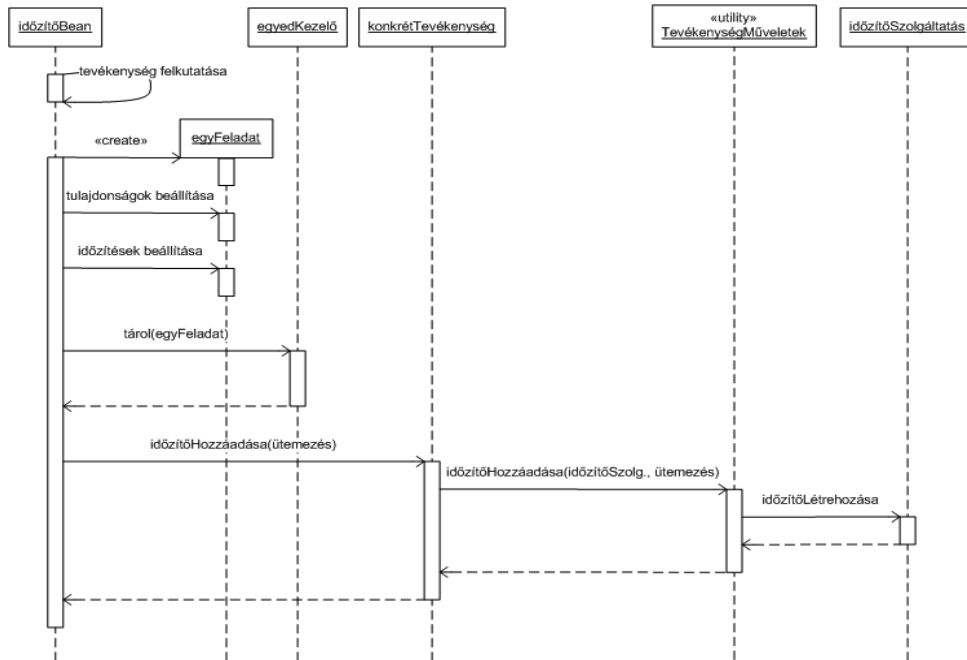 időzítőBean
egyedKezelő
konkrétTevékenység
«utility»
TevékenységMűveletek
időzítőSzolgáltatás
tevékenység felkutatása
«create»
egyFeladat
tulajdonságok beállítása
időzítések beállítása
tárol(egyFeladat)
időzítőHozzáadása(ütemezés)
időzítőHozzáadása(időzítőSzolg., ütemezés)
időzítőLétrehozása